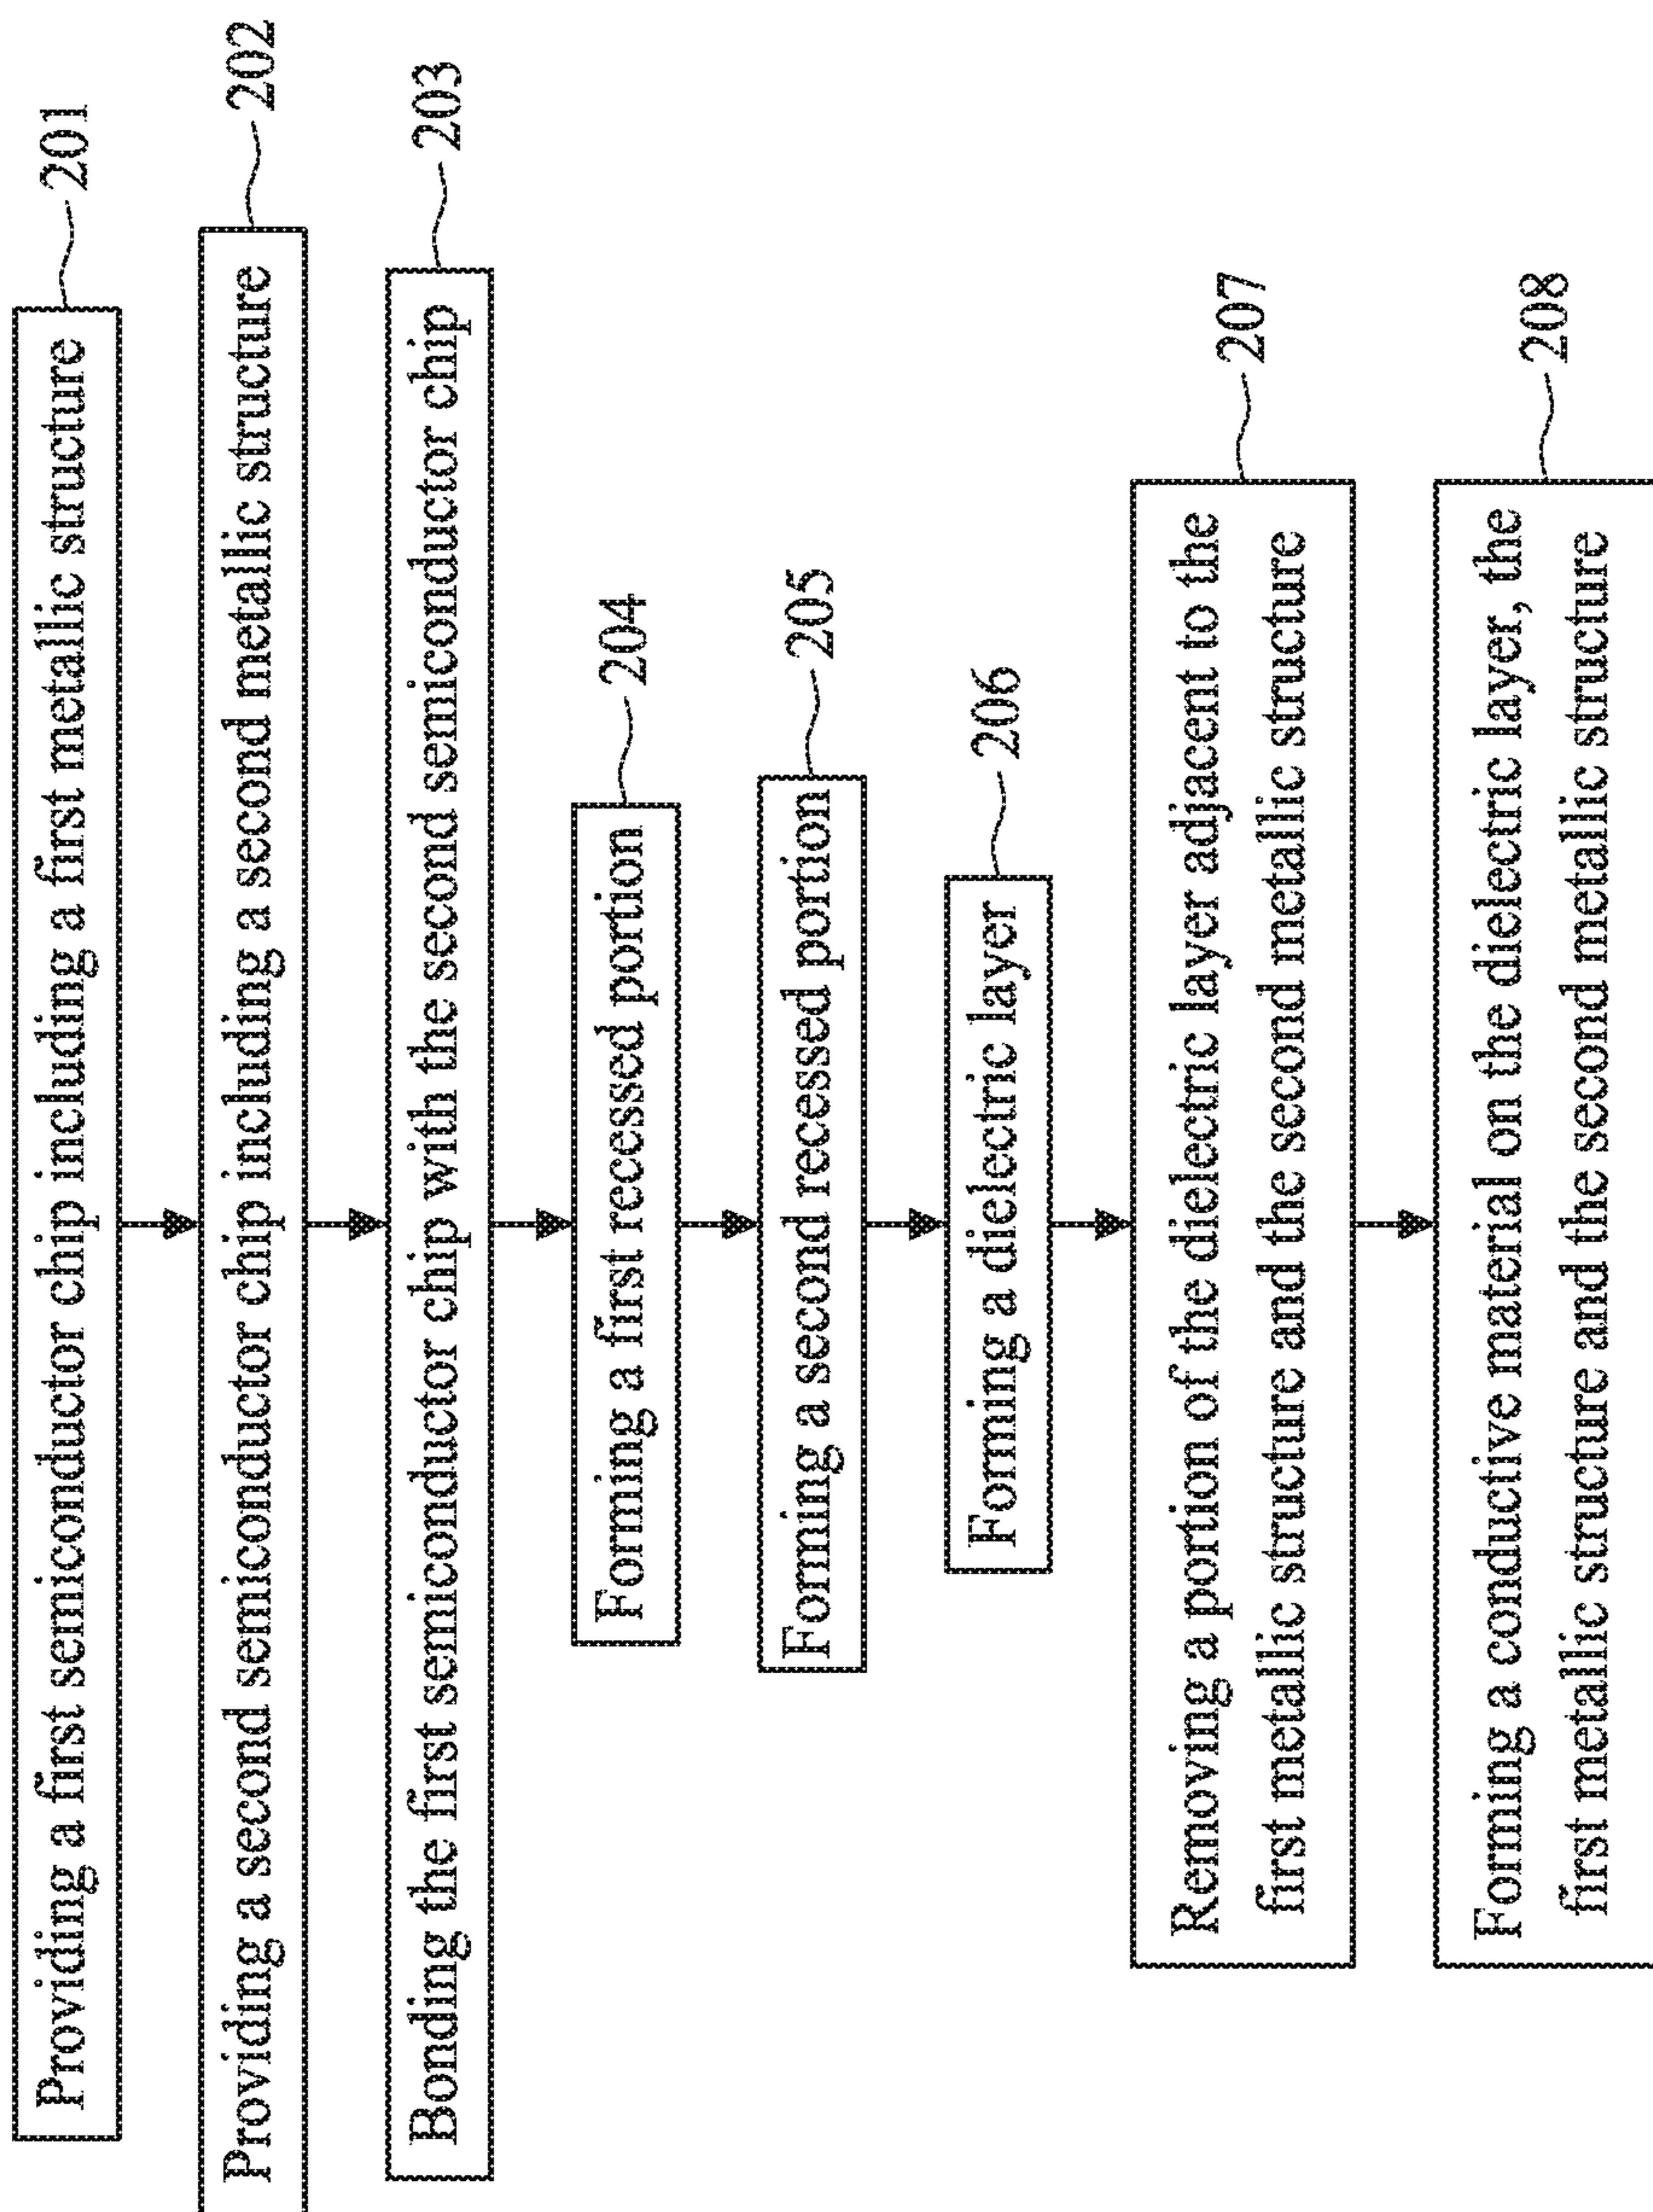 Providing a first semiconductor chip including a first metallic structure
201
Providing a second semiconductor chip including a second metallic structure
202
Bonding the first semiconductor chip with the second semiconductor chip
203
Forming a first recessed portion
204
Forming a second recessed portion
205
Forming a dielectric layer
206
Removing a portion of the dielectric layer adjacent to the
first metallic structure and the second metallic structure
207
Forming a conductive material on the dielectric layer, the
first metallic structure and the second metallic structure
208